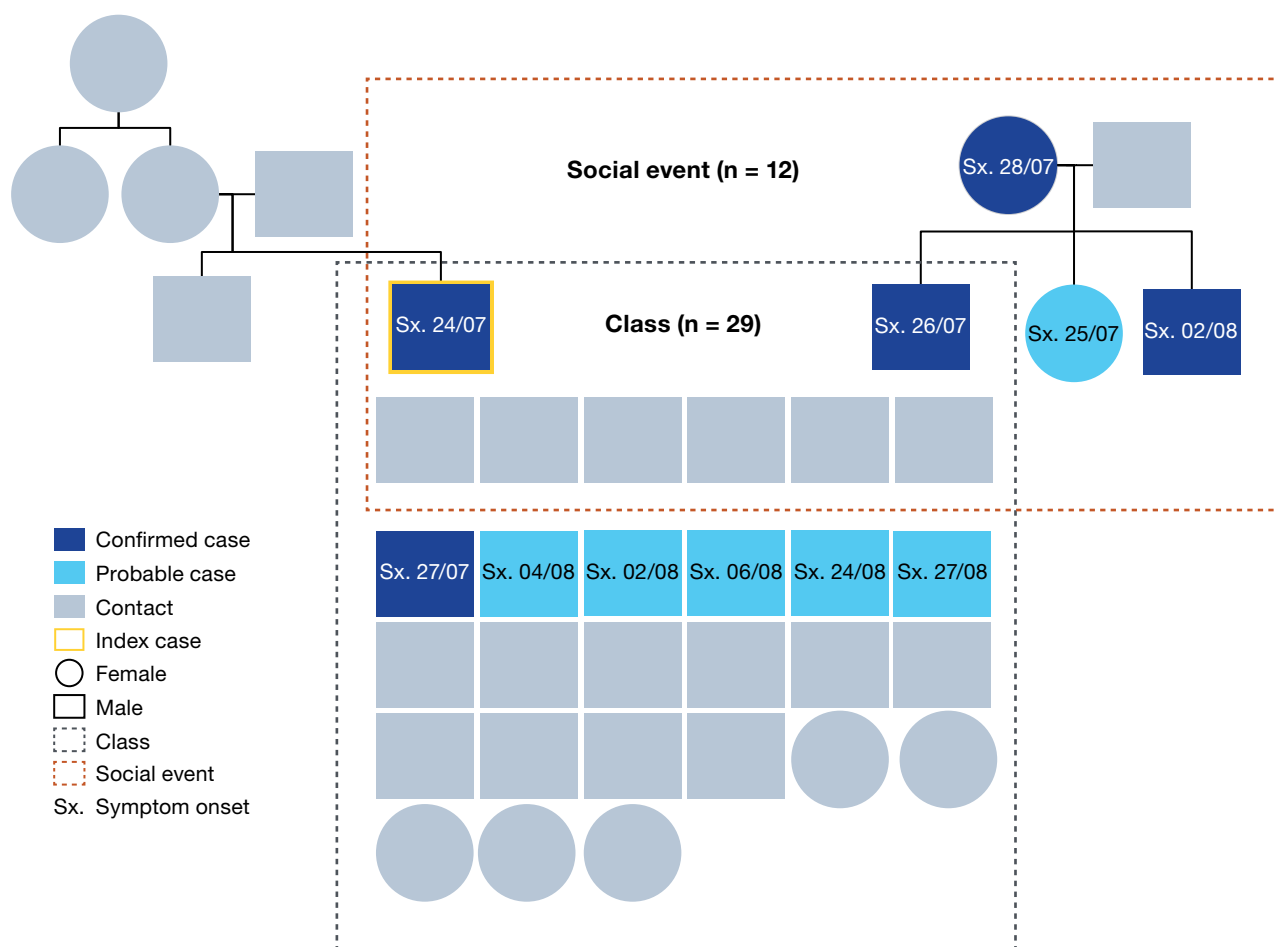 Social event (n = 12)
Sx. 28/07
Sx. 24/07
Class (n = 29)
Sx. 26/07
Sx. 25/07
Sx. 02/08
Sx. 27/07
Sx. 04/08
Sx. 02/08
Sx. 06/08
Sx. 24/08
Sx. 27/08
Confirmed case
Probable case
Contact
Index case
Female
Male
Class
Social event
Sx. Symptom onset